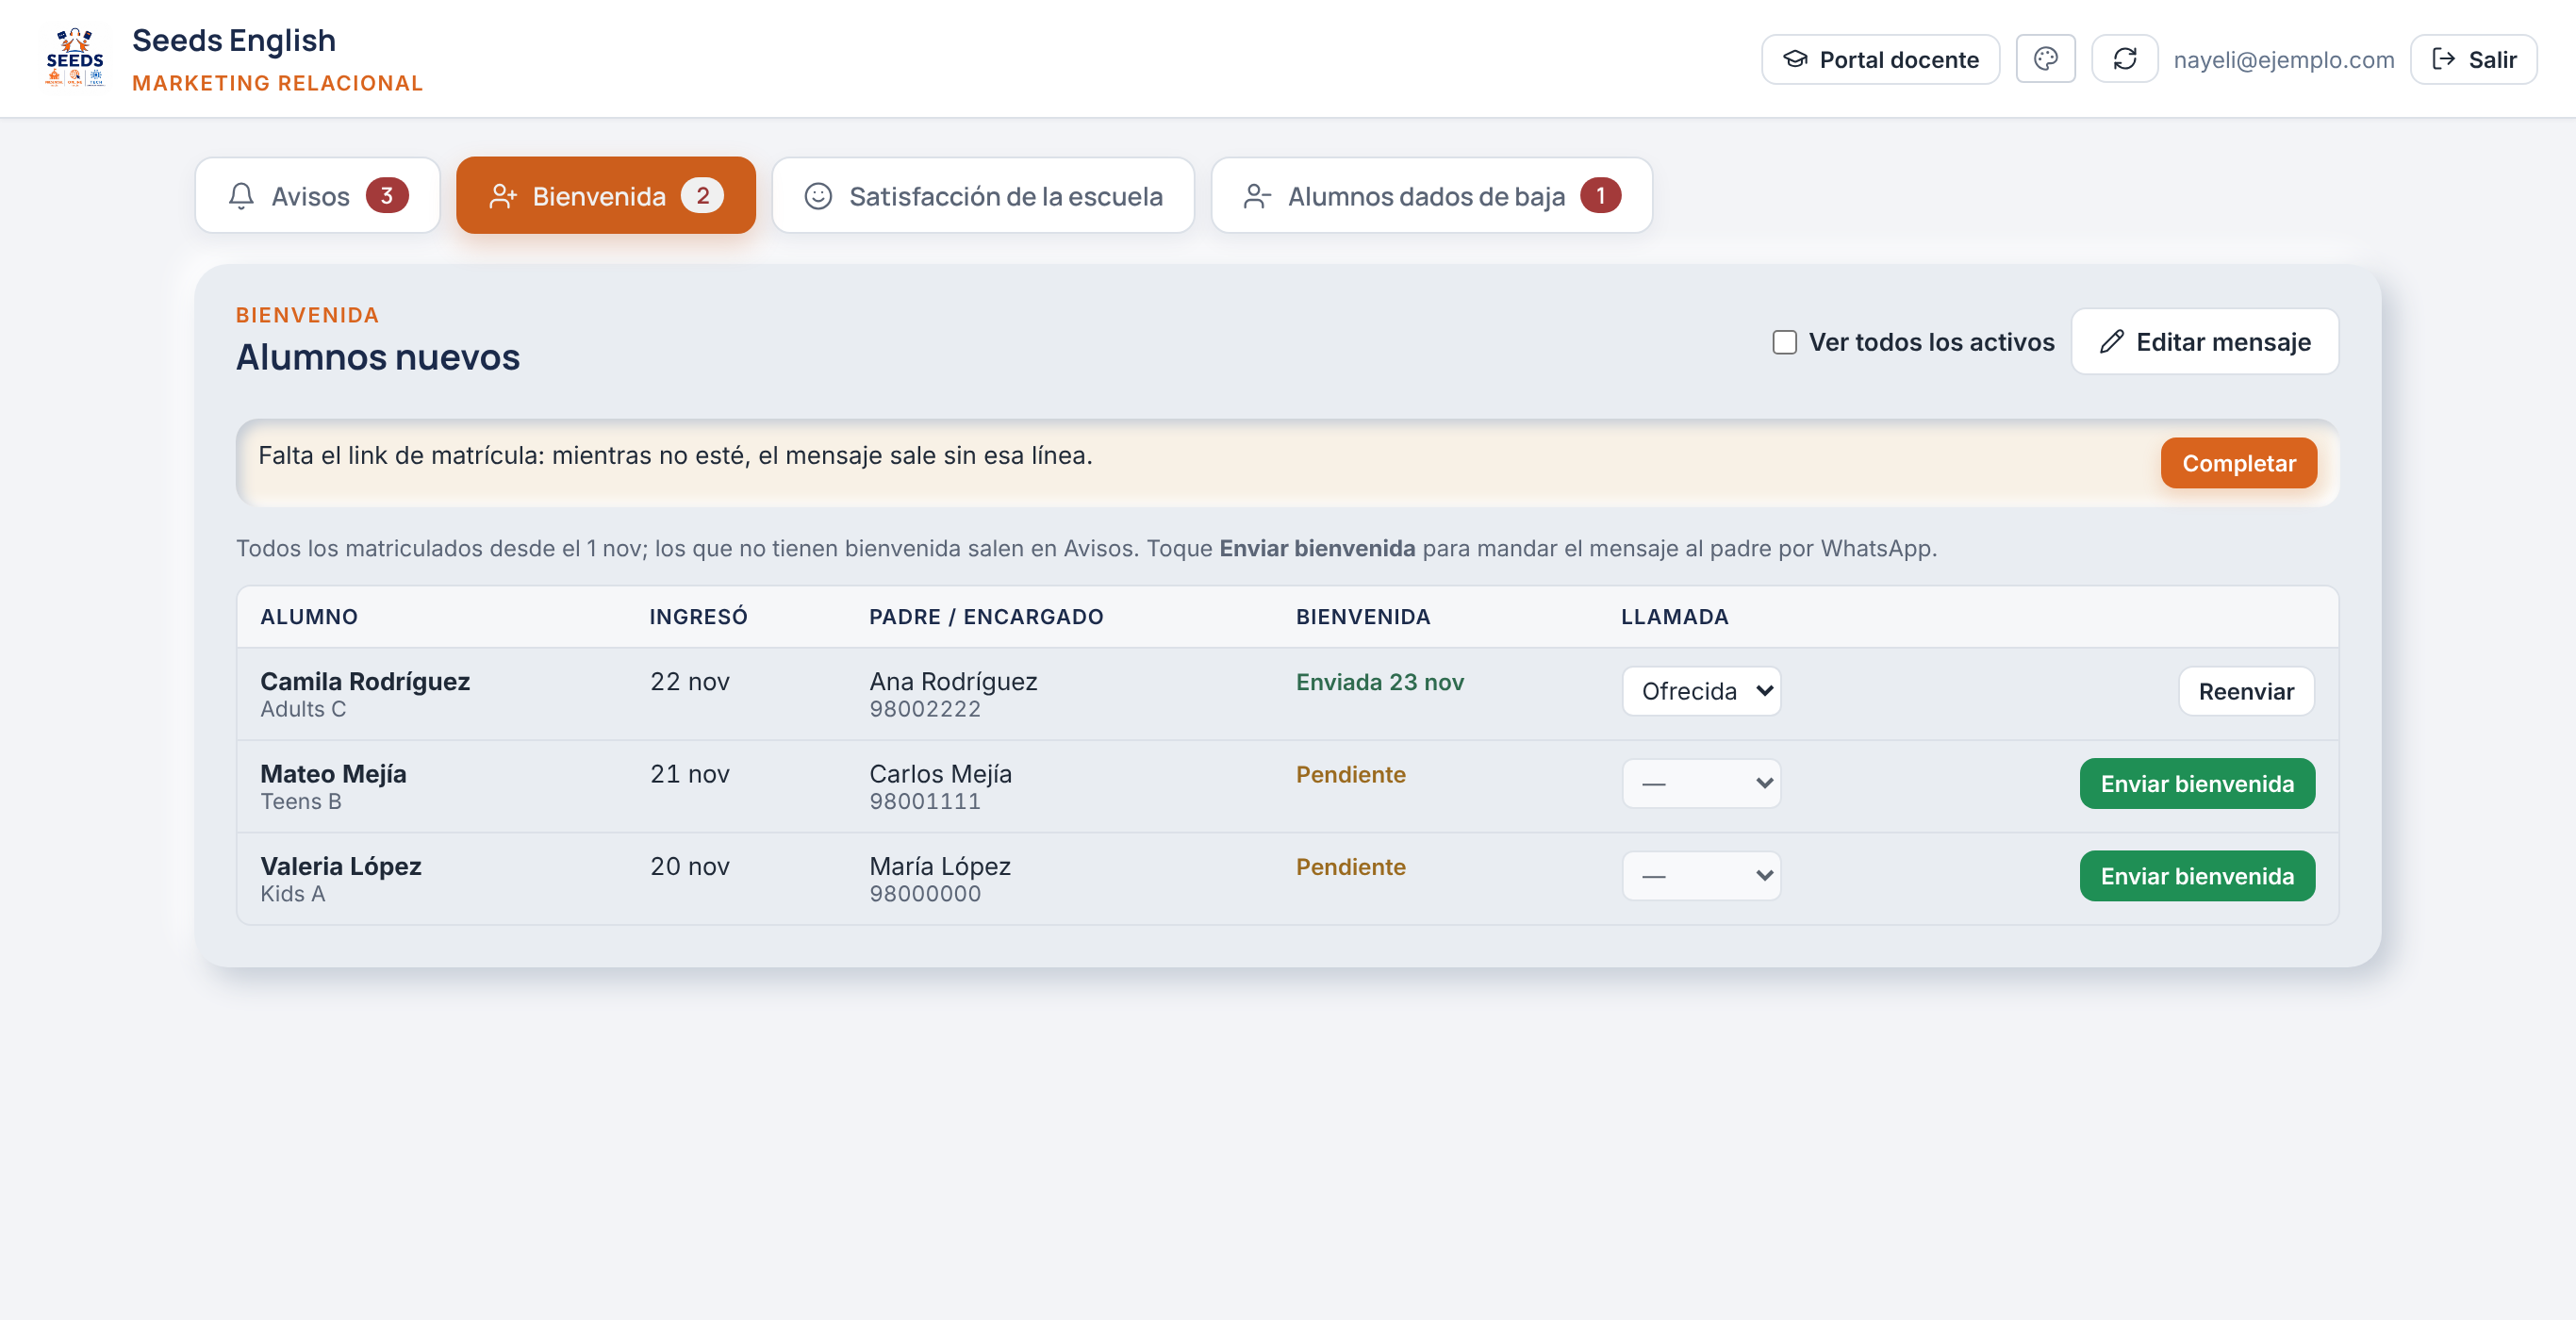 SEEDS
Seeds English
MARKETING RELACIONAL
Portal docente
nayeli@ejemplo.com
Salir
Avisos 3
Bienvenida 2
Satisfacción de la escuela
Alumnos dados de baja 1
BIENVENIDA
Alumnos nuevos
Ver todos los activos
Editar mensaje
Falta el link de matrícula: mientras no esté, el mensaje sale sin esa línea.
Completar
Todos los matriculados desde el 1 nov; los que no tienen bienvenida salen en Avisos. Toque Enviar bienvenida para mandar el mensaje al padre por WhatsApp.
ALUMNO INGRESÓ PADRE / ENCARGADO BIENVENIDA LLAMADA
Camila Rodríguez 22 nov Ana Rodríguez Enviada 23 nov Ofrecida Reenviar
Adults C 98002222
Mateo Mejía 21 nov Carlos Mejía Pendiente — Enviar bienvenida
Teens B 98001111
Valeria López 20 nov María López Pendiente — Enviar bienvenida
Kids A 98000000